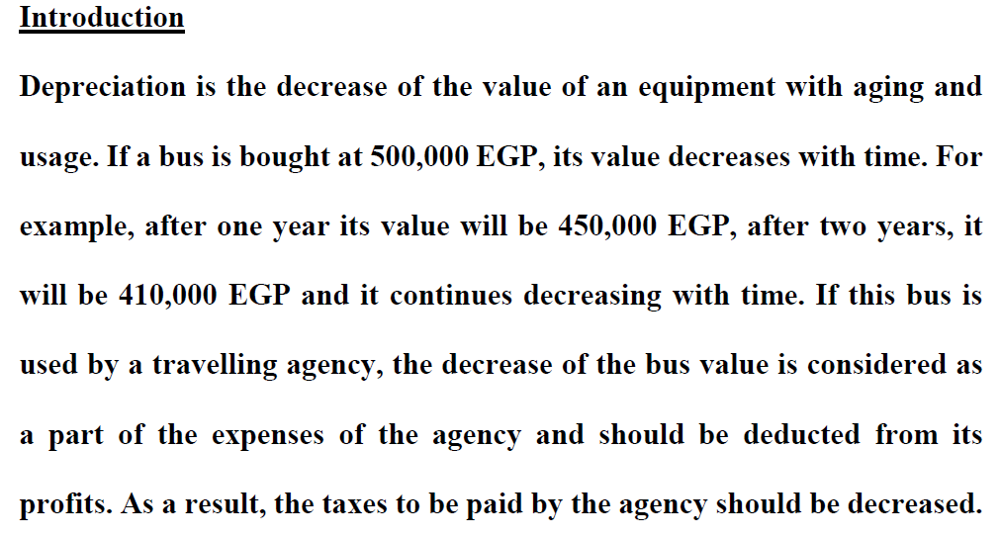 Introduction
Depreciation is the decrease of the value of an equipment with aging and
usage. If a bus is bought at 500,000 EGP, its value decreases with time. For
example, after one year its value will be 450,000 EGP, after two years, it
will be 410,000 EGP and it continues decreasing with time. If this bus is
used by a travelling agency, the decrease of the bus value is considered as
a part of the expenses of the agency and should be deducted from its
profits. As a result, the taxes to be paid by the agency should be decreased.